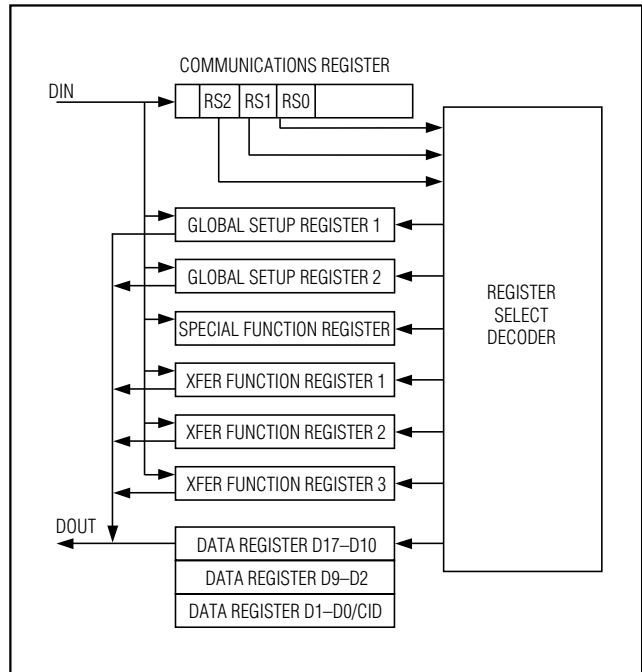 COMMUNICATIONS REGISTER
DIN
RS2 RS1 RS0
GLOBAL SETUP REGISTER 1
GLOBAL SETUP REGISTER 2
SPECIAL FUNCTION REGISTER
XFER FUNCTION REGISTER 1
XFER FUNCTION REGISTER 2
XFER FUNCTION REGISTER 3
REGISTER
SELECT
DECODER
DOUT
DATA REGISTER D17–D10
DATA REGISTER D9–D2
DATA REGISTER D1–D0/CID